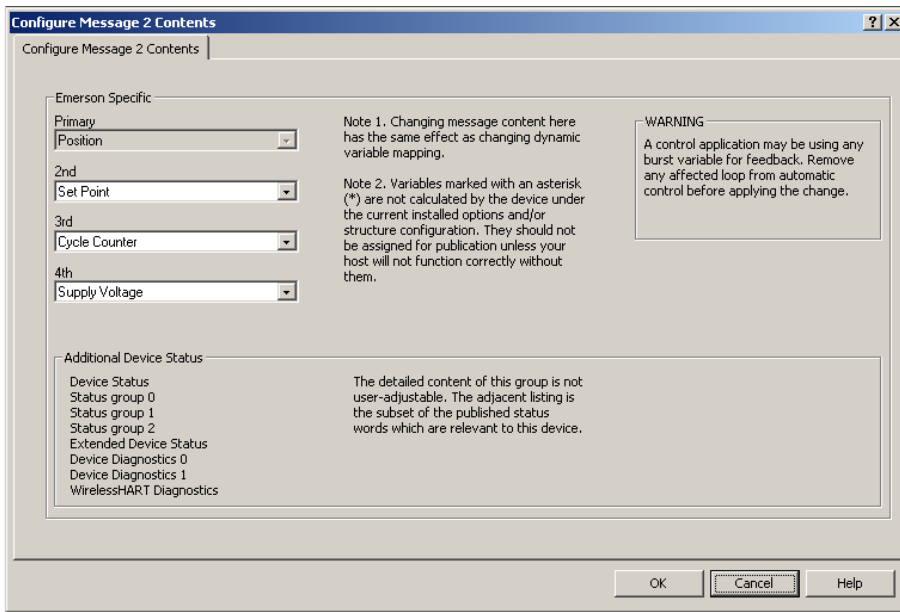 Configure Message 2 Contents
Configure Message 2 Contents
Emerson Specific
Primary
Position
2nd
Set Point
3rd
Cycle Counter
4th
Supply Voltage
Note 1. Changing message content here
has the same effect as changing dynamic
variable mapping.
Note 2. Variables marked with an asterisk
(*) are not calculated by the device under
the current installed options and/or
structure configuration. They should not
be assigned for publication unless your
host will not function correctly without
them.
WARNING
A control application may be using any
burst variable for feedback. Remove
any affected loop from automatic
control before applying the change.
Additional Device Status
Device Status
Status group 0
Status group 1
Status group 2
Extended Device Status
Device Diagnostics 0
Device Diagnostics 1
WirelessHART Diagnostics
The detailed content of this group is not
user-adjustable. The adjacent listing is
the subset of the published status
words which are relevant to this device.
OK
Cancel
Help